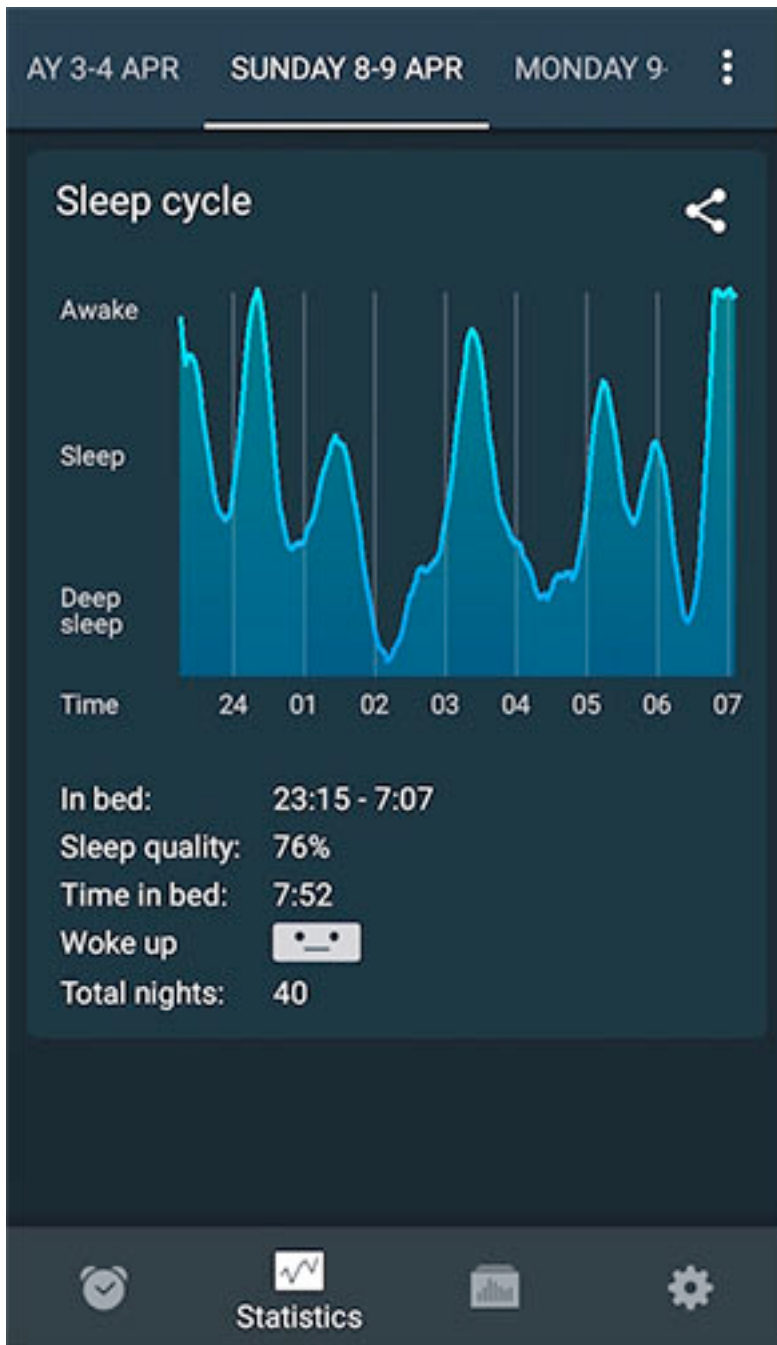 AY 3-4 APR SUNDAY 8-9 APR MONDAY 9-
Sleep cycle
Awake
Sleep
Deep
sleep
Time 24 01 02 03 04 05 06 07
In bed: 23:15 - 7:07
Sleep quality: 76%
Time in bed: 7:52
Woke up
Total nights: 40
Statistics